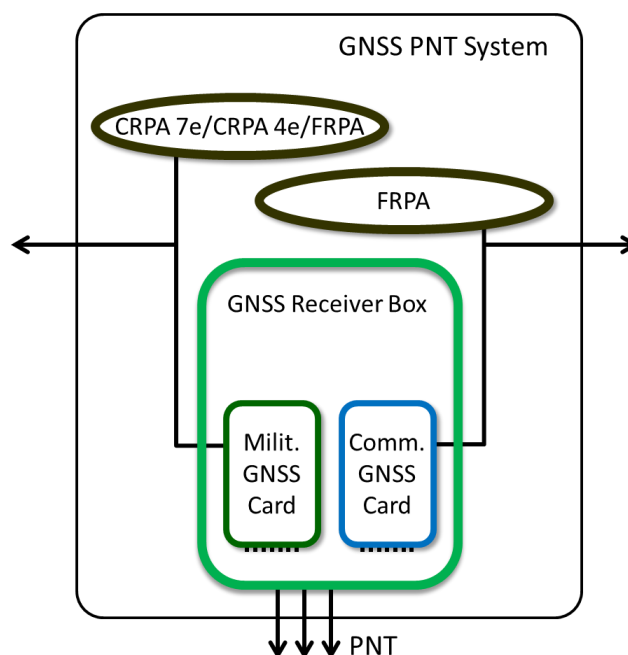 GNSS PNT System
CRPA 7e/CRPA 4e/FRPA
FRPA
GNSS Receiver Box
Milit.
GNSS
Card
Comm.
GNSS
Card
PNT